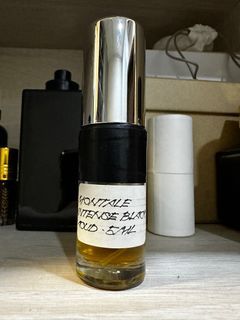 MONTALE
INTENSE BLACK
AOUD · 5ML